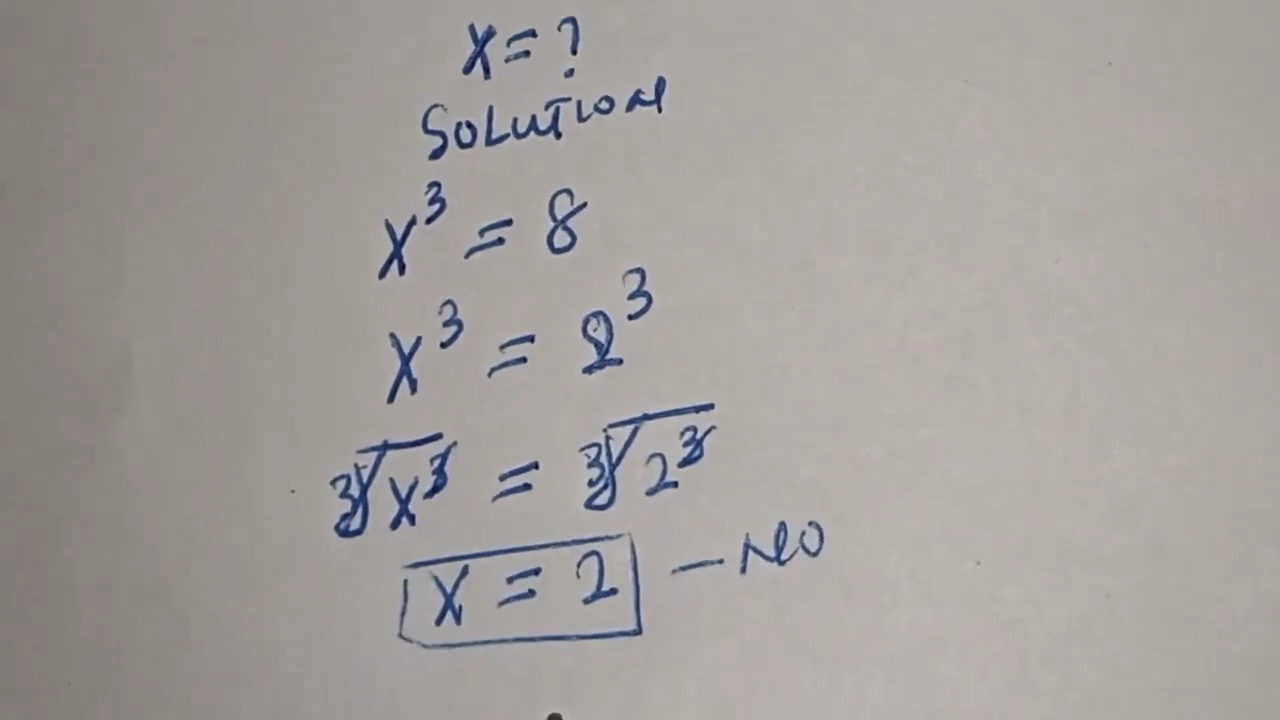 x = ?
SOLUTION
x³ = 8
x³ = 2³
∛x³ = ∛2³
x = 2 - NO